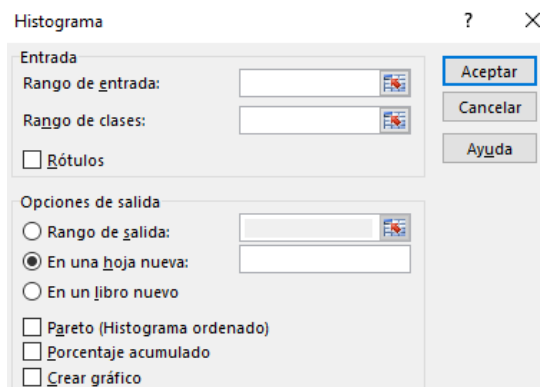 Histograma ?
Entrada
Rango de entrada:
Rango de clases:
Rótulos
Aceptar
Cancelar
Ayuda
Opciones de salida
Rango de salida:
En una hoja nueva:
En un libro nuevo
Pareto (Histograma ordenado)
Porcentaje acumulado
Crear gráfico